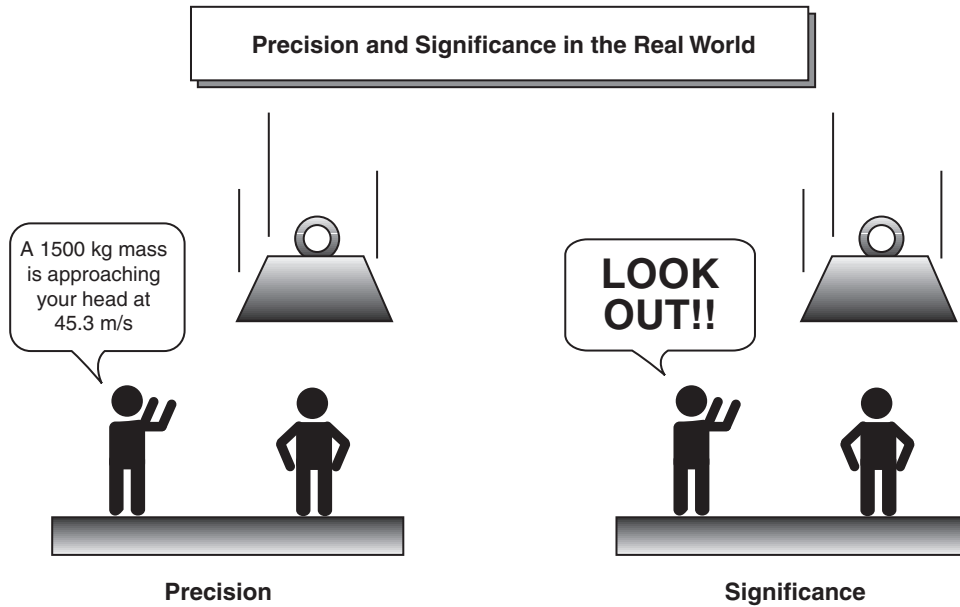 Precision and Significance in the Real World
A 1500 kg mass
is approaching
your head at
45.3 m/s
LOOK
OUT!!
Precision
Significance